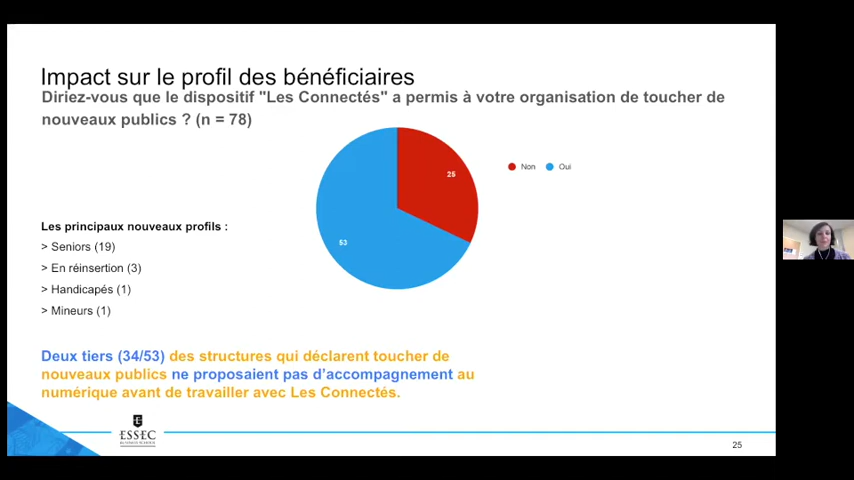 Impact sur le profil des bénéficiaires
Diriez-vous que le dispositif "Les Connectés" a permis à votre organisation de toucher de
nouveaux publics ? (n = 78)
25
53
Non
Oui
Les principaux nouveaux profils :
> Seniors (19)
> En réinsertion (3)
> Handicapés (1)
> Mineurs (1)
Deux tiers (34/53) des structures qui déclarent toucher de
nouveaux publics ne proposaient pas d'accompagnement au
numérique avant de travailler avec Les Connectés.
ESSEC
25